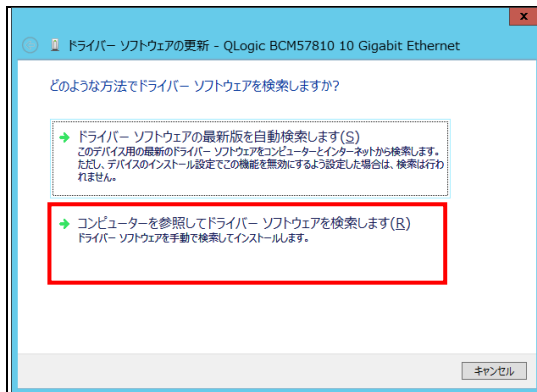 x
ドライバー ソフトウェアの更新 - QLogic BCM57810 10 Gigabit Ethernet
どのような方法でドライバー ソフトウェアを検索しますか?
ドライバー ソフトウェアの最新版を自動検索します(S)
このデバイス用の最新のドライバー ソフトウェアをコンピューターとインターネットから検索します。
ただし、デバイスのインストール設定でこの機能を無効にするよう設定した場合は、検索は行わ
れません。
コンピューターを参照してドライバー ソフトウェアを検索します(R)
ドライバー ソフトウェアを手動で検索してインストールします。
キャンセル